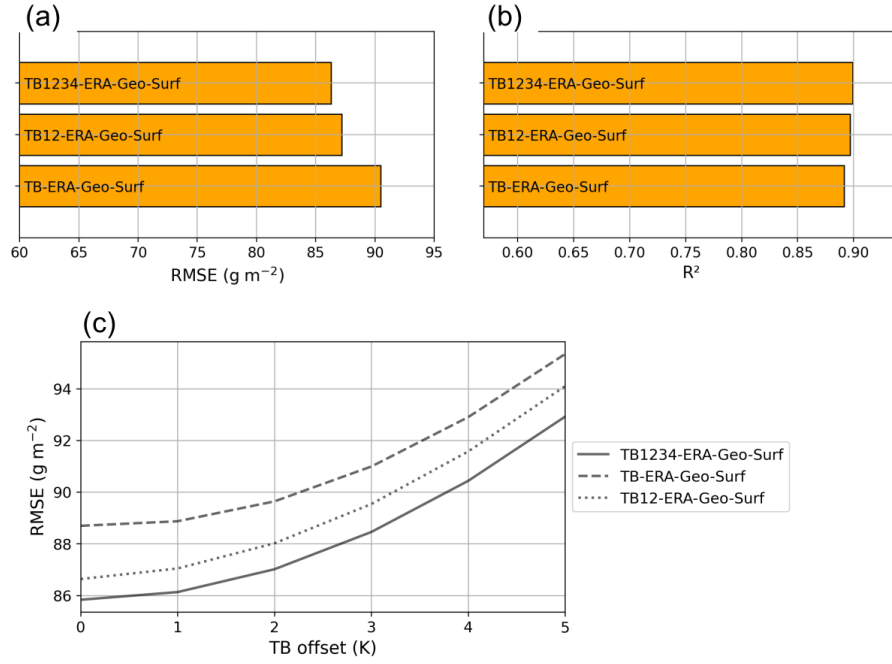 (a)
TB1234-ERA-Geo-Surf
TB12-ERA-Geo-Surf
TB-ERA-Geo-Surf
60 65 70 75 80 85 90 95
RMSE (g m⁻²)
(b)
TB1234-ERA-Geo-Surf
TB12-ERA-Geo-Surf
TB-ERA-Geo-Surf
0.60 0.65 0.70 0.75 0.80 0.85 0.90
R²
(c)
94
92
90
88
86
RMSE (g m⁻²)
0 1 2 3 4 5
TB offset (K)
TB1234-ERA-Geo-Surf
TB-ERA-Geo-Surf
TB12-ERA-Geo-Surf